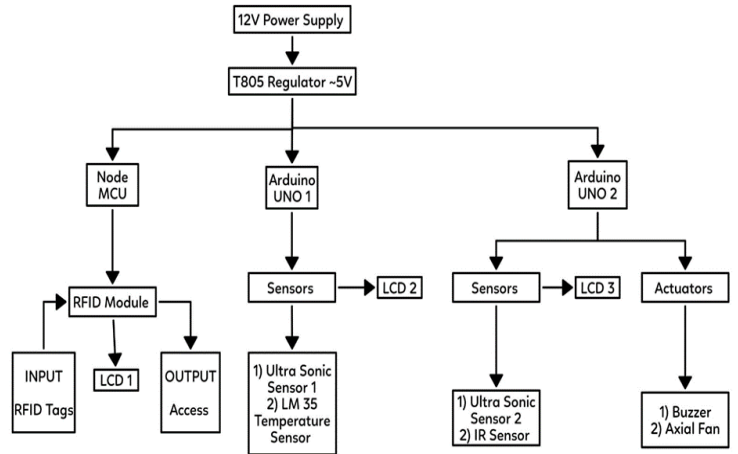 12V Power Supply
T805 Regulator ~5V
Node
MCU
Arduino
UNO 1
Arduino
UNO 2
RFID Module
Sensors
LCD 2
Sensors
LCD 3
Actuators
INPUT
RFID Tags
LCD 1
OUTPUT
Access
1) Ultra Sonic
Sensor 1
2) LM 35
Temperature
Sensor
1) Ultra Sonic
Sensor 2
2) IR Sensor
1) Buzzer
2) Axial Fan